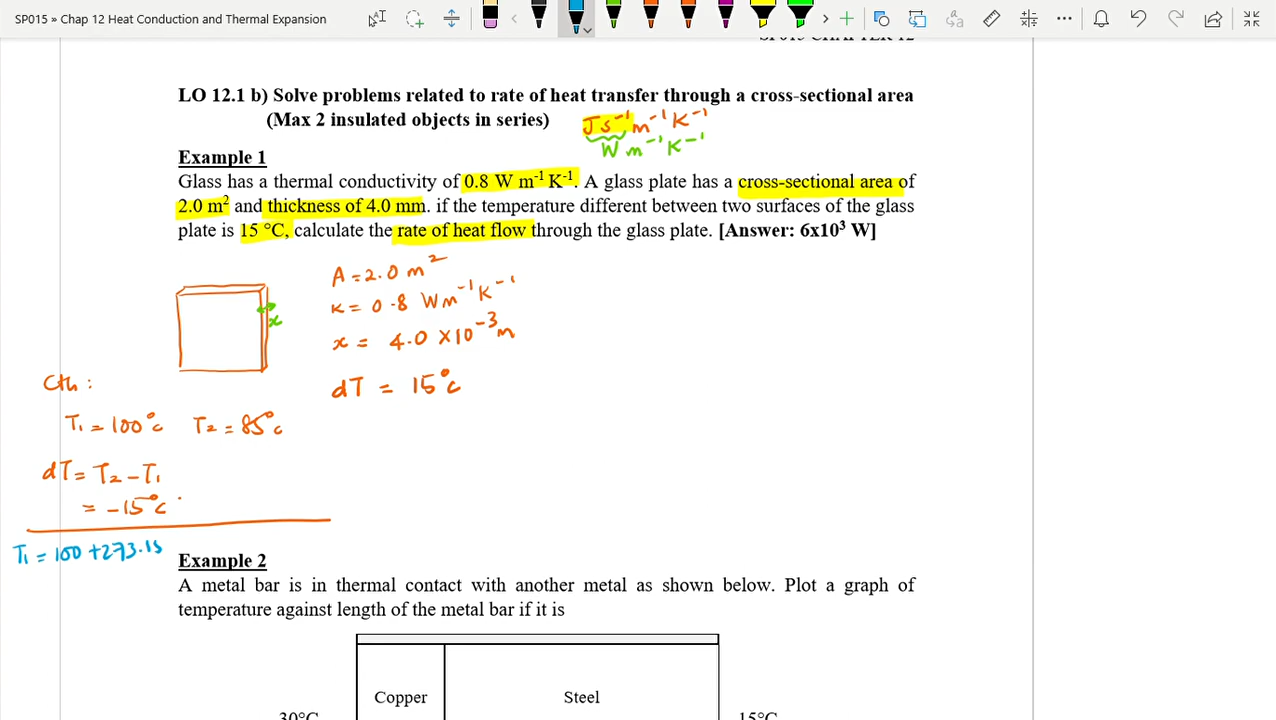 SP015 » Chap 12 Heat Conduction and Thermal Expansion
SP015 CHAPTER 12
LO 12.1 b) Solve problems related to rate of heat transfer through a cross-sectional area
(Max 2 insulated objects in series)
Js⁻¹ m⁻¹ K⁻¹
W m⁻¹ K⁻¹
Example 1
Glass has a thermal conductivity of 0.8 W m⁻¹ K⁻¹. A glass plate has a cross-sectional area of
2.0 m² and thickness of 4.0 mm. if the temperature different between two surfaces of the glass
plate is 15 °C, calculate the rate of heat flow through the glass plate. [Answer: 6x10³ W]
x
A = 2.0 m²
K = 0.8 Wm⁻¹ K⁻¹
x = 4.0 x10⁻³ m
dT = 15°C
Cth :
T₁ = 100°C T₂ = 85°C
dT = T₂ - T₁
= -15°C
T₁ = 100 + 273.15
Example 2
A metal bar is in thermal contact with another metal as shown below. Plot a graph of
temperature against length of the metal bar if it is
Copper Steel
30°C 15°C